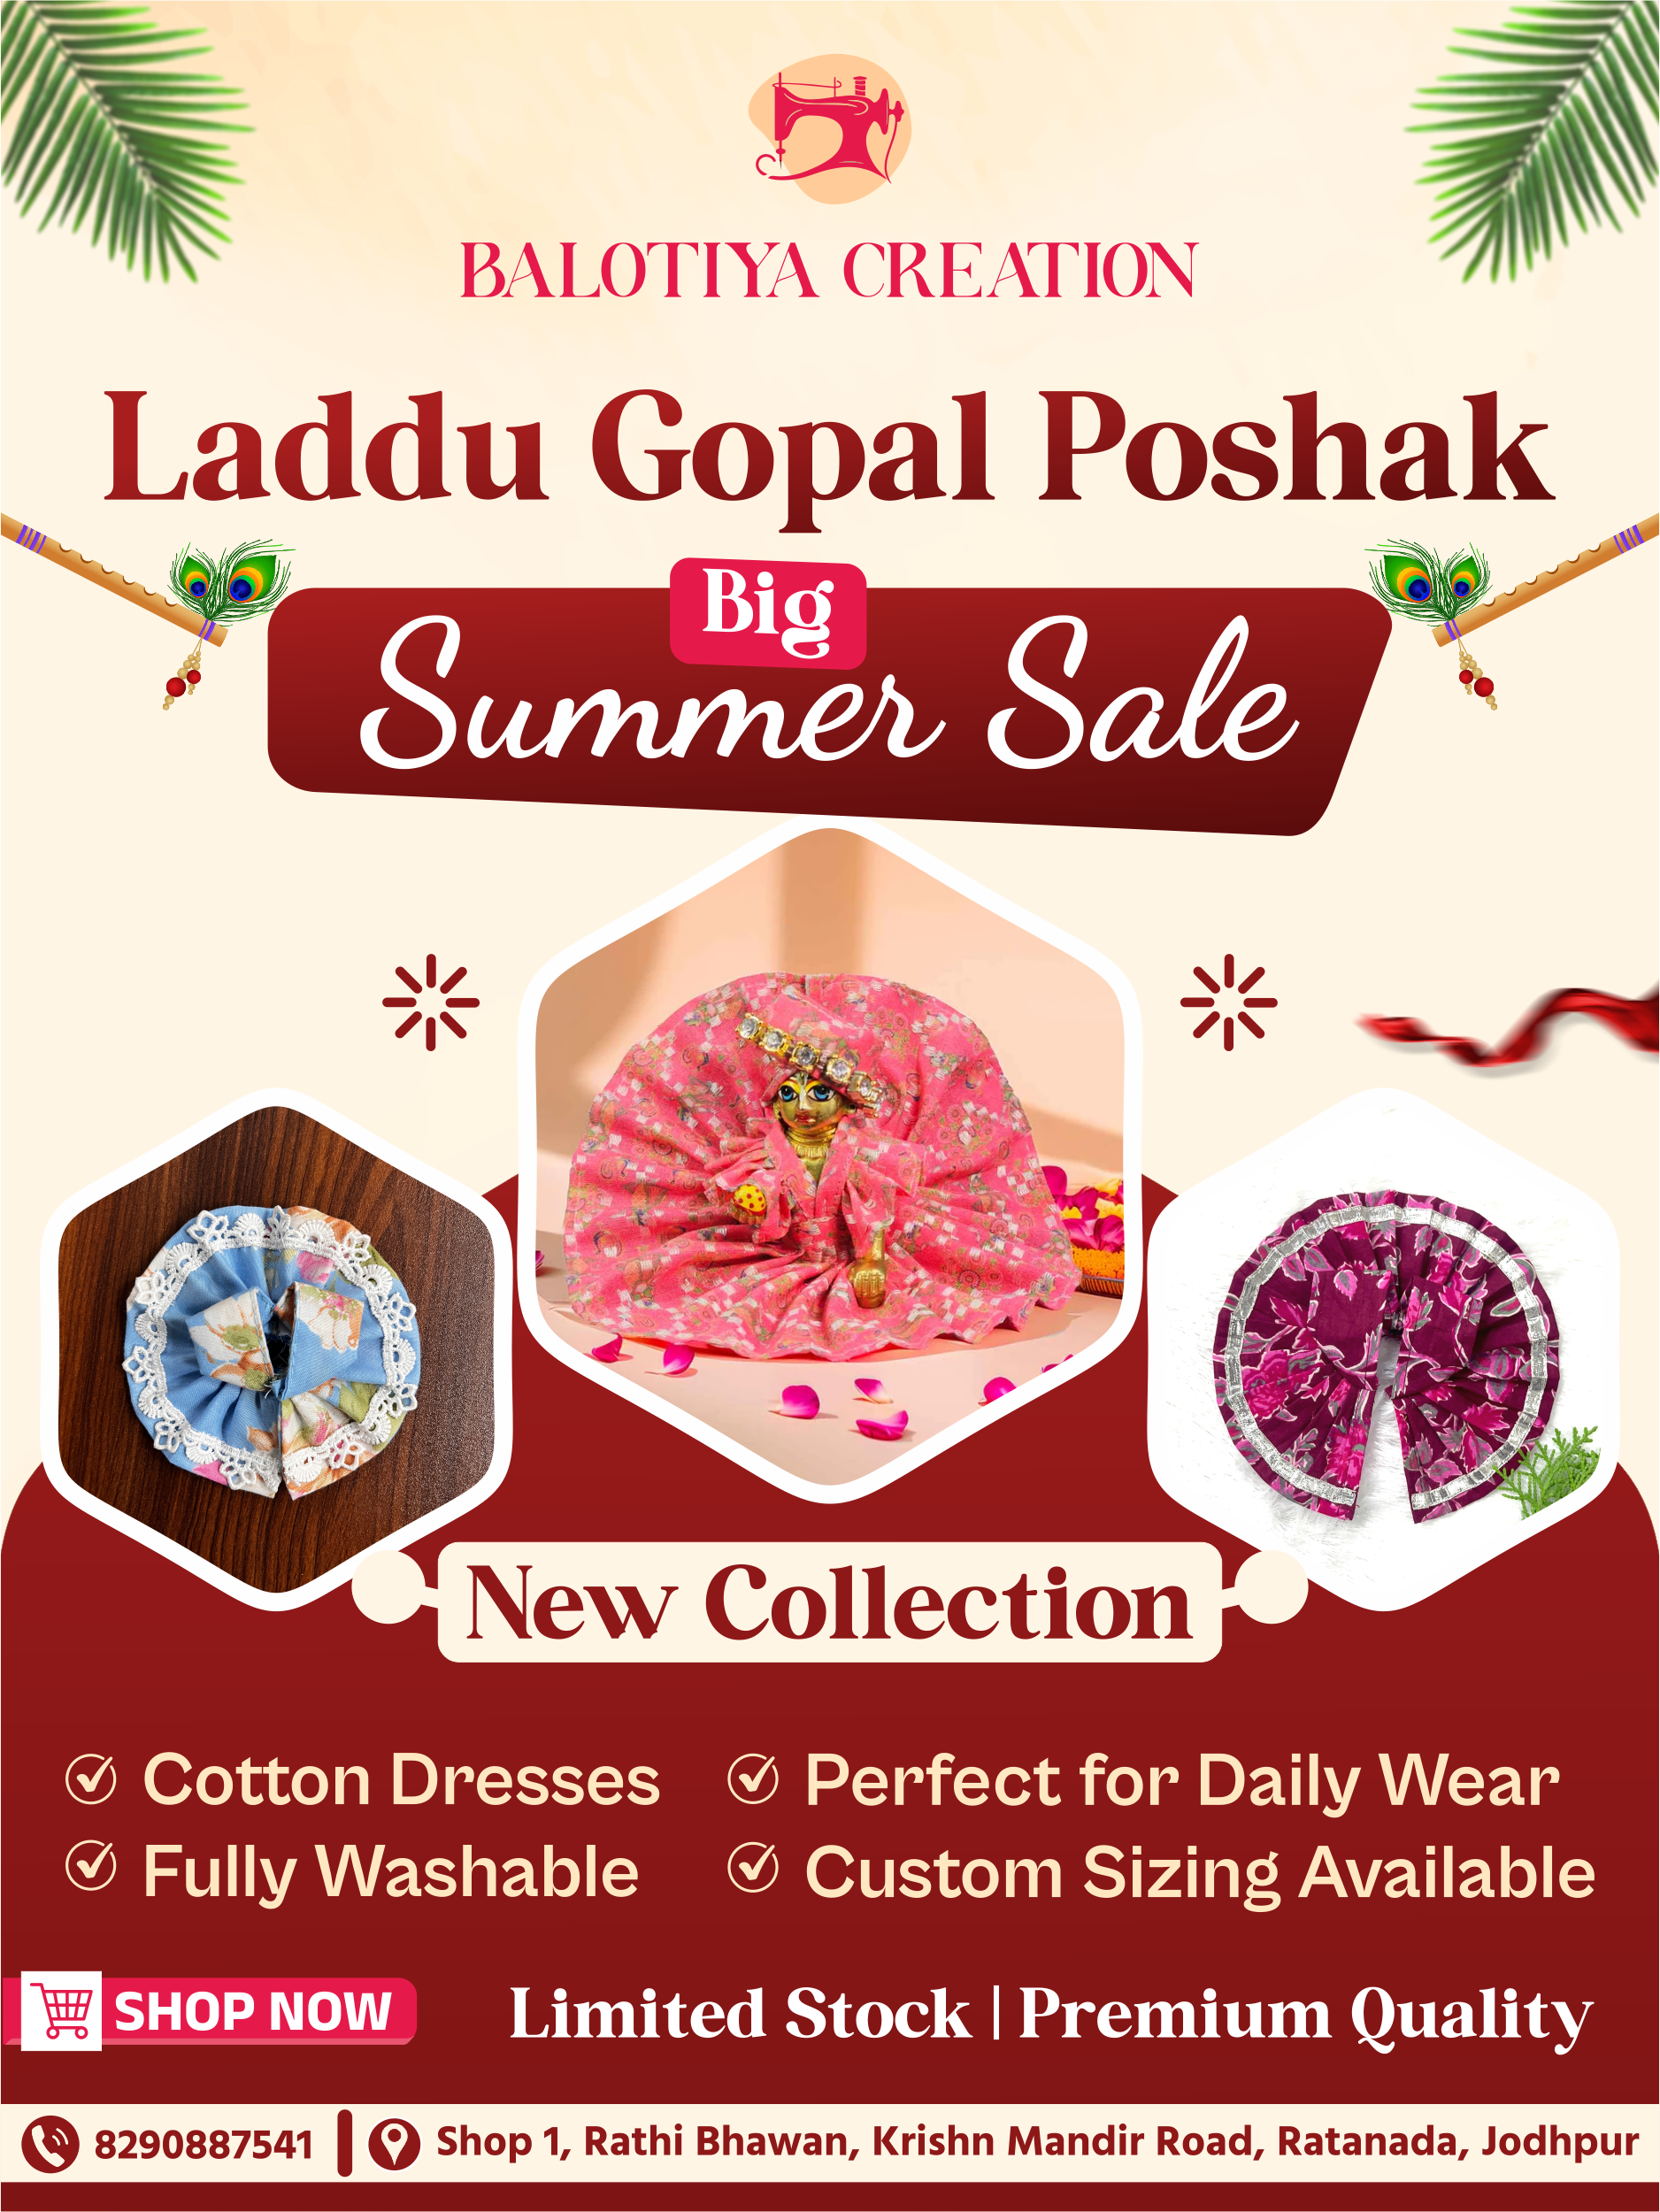 BALOTIYA CREATION
Laddu Gopal Poshak
Big
Summer Sale
New Collection
Cotton Dresses
Perfect for Daily Wear
Fully Washable
Custom Sizing Available
SHOP NOW
Limited Stock | Premium Quality
8290887541
Shop 1, Rathi Bhawan, Krishn Mandir Road, Ratanada, Jodhpur